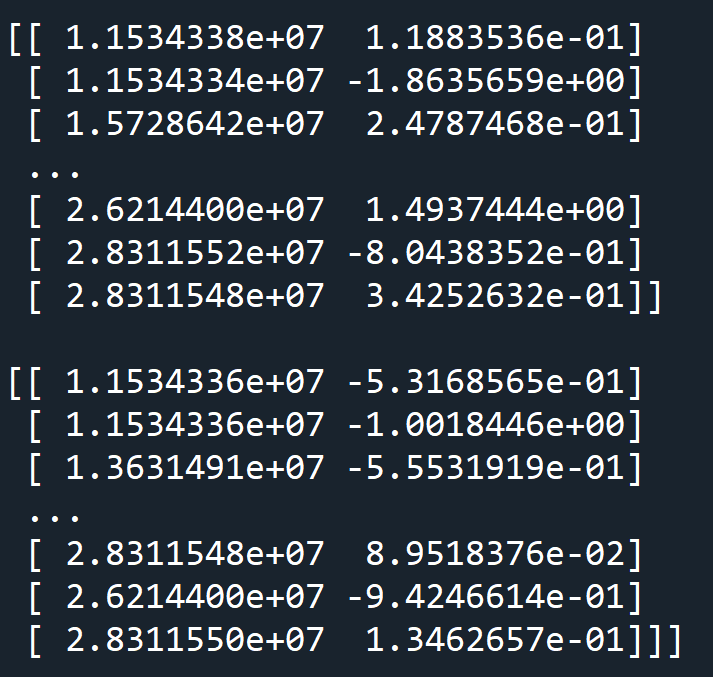 [[ 1.1534338e+07  1.1883536e-01]
 [ 1.1534334e+07 -1.8635659e+00]
 [ 1.5728642e+07  2.4787468e-01]
 ...
 [ 2.6214400e+07  1.4937444e+00]
 [ 2.8311552e+07 -8.0438352e-01]
 [ 2.8311548e+07  3.4252632e-01]]
[[ 1.1534336e+07 -5.3168565e-01]
 [ 1.1534336e+07 -1.0018446e+00]
 [ 1.3631491e+07 -5.5531919e-01]
 ...
 [ 2.8311548e+07  8.9518376e-02]
 [ 2.6214400e+07 -9.4246614e-01]
 [ 2.8311550e+07  1.3462657e-01]]]